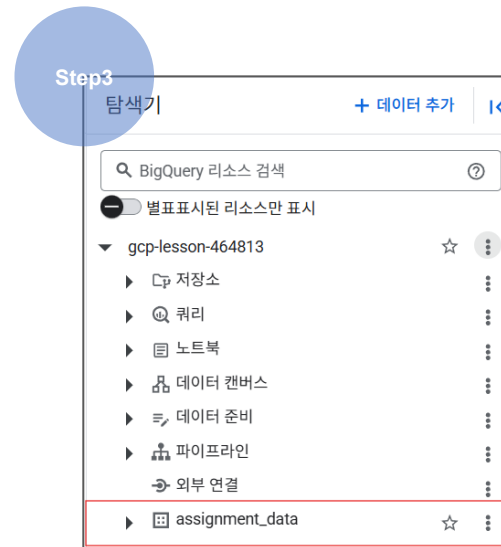 Step3
탐색기 + 데이터 추가
BigQuery 리소스 검색
별표표시된 리소스만 표시
gcp-lesson-464813
저장소
쿼리
노트북
데이터 캔버스
데이터 준비
파이프라인
외부 연결
assignment_data